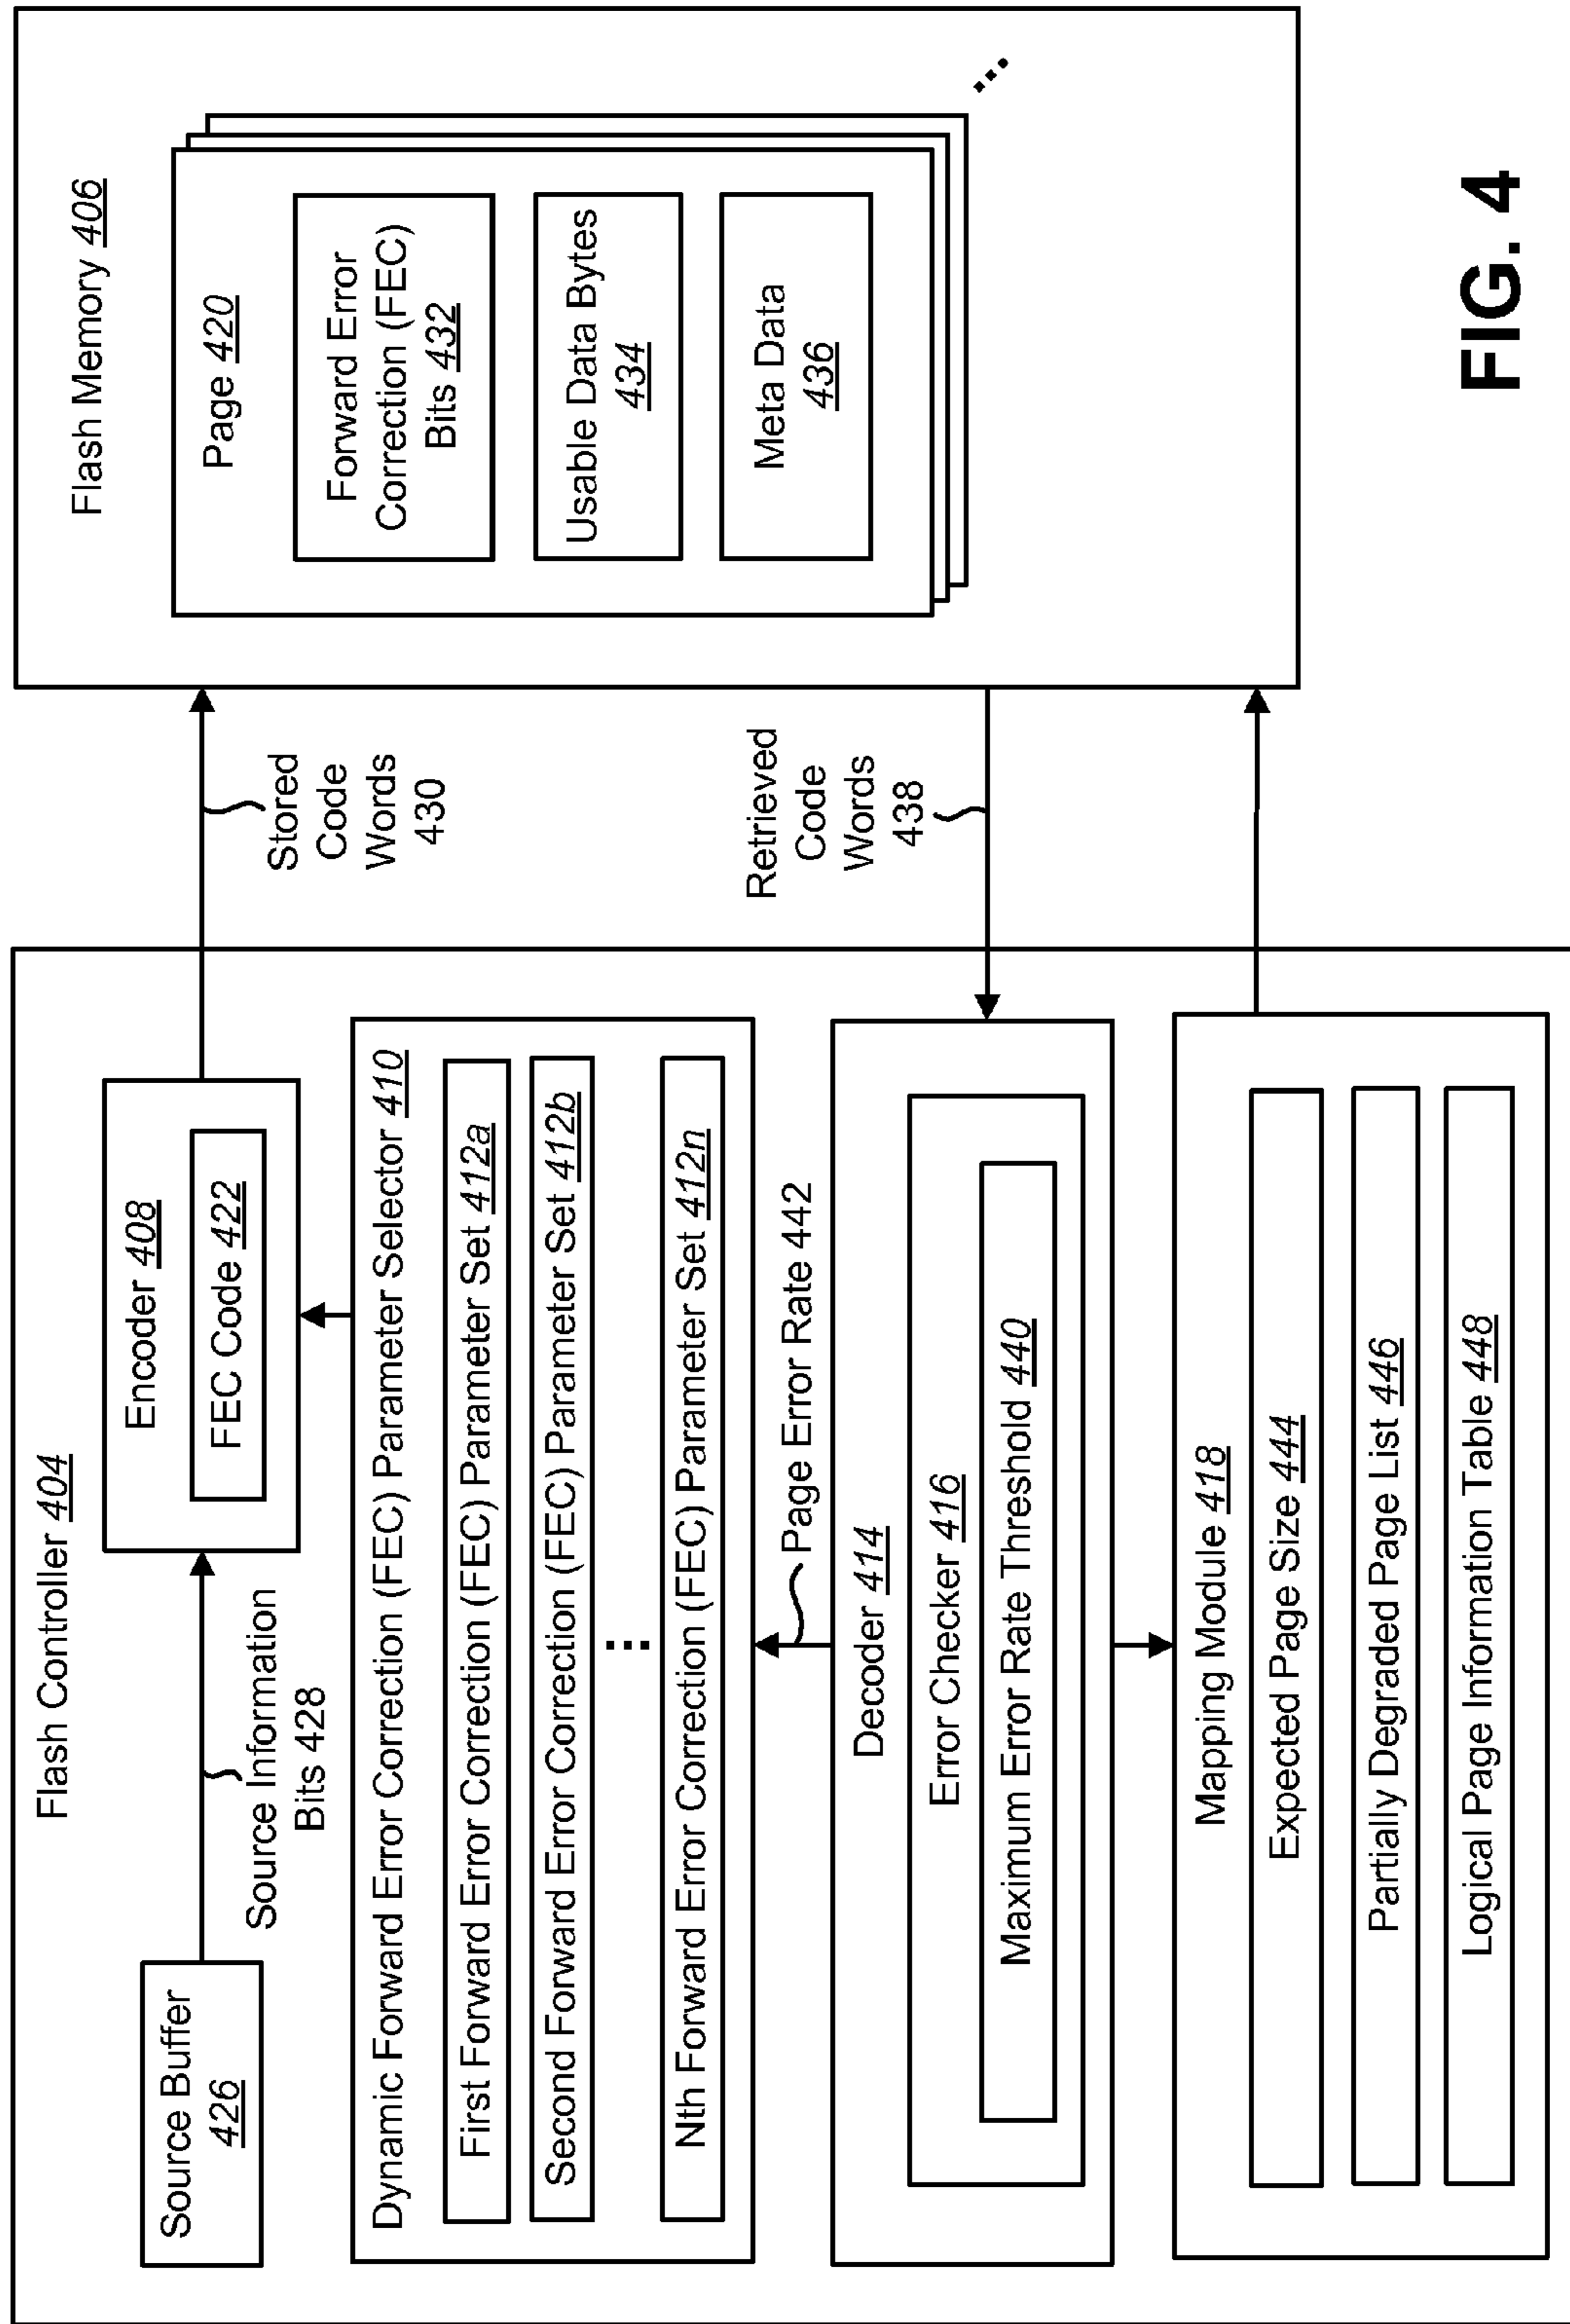 Flash Controller 404
Source Buffer
426
Source Information
Bits 428
Encoder 408
FEC Code 422
Stored
Code
Words
430
Dynamic Forward Error Correction (FEC) Parameter Selector 410
First Forward Error Correction (FEC) Parameter Set 412a
Second Forward Error Correction (FEC) Parameter Set 412b
...
Nth Forward Error Correction (FEC) Parameter Set 412n
Page Error Rate 442
Decoder 414
Error Checker 416
Maximum Error Rate Threshold 440
Retrieved
Code
Words
438
Mapping Module 418
Expected Page Size 444
Partially Degraded Page List 446
Logical Page Information Table 448
Flash Memory 406
Page 420
Forward Error
Correction (FEC)
Bits 432
Usable Data Bytes
434
Meta Data
436
...
FIG. 4